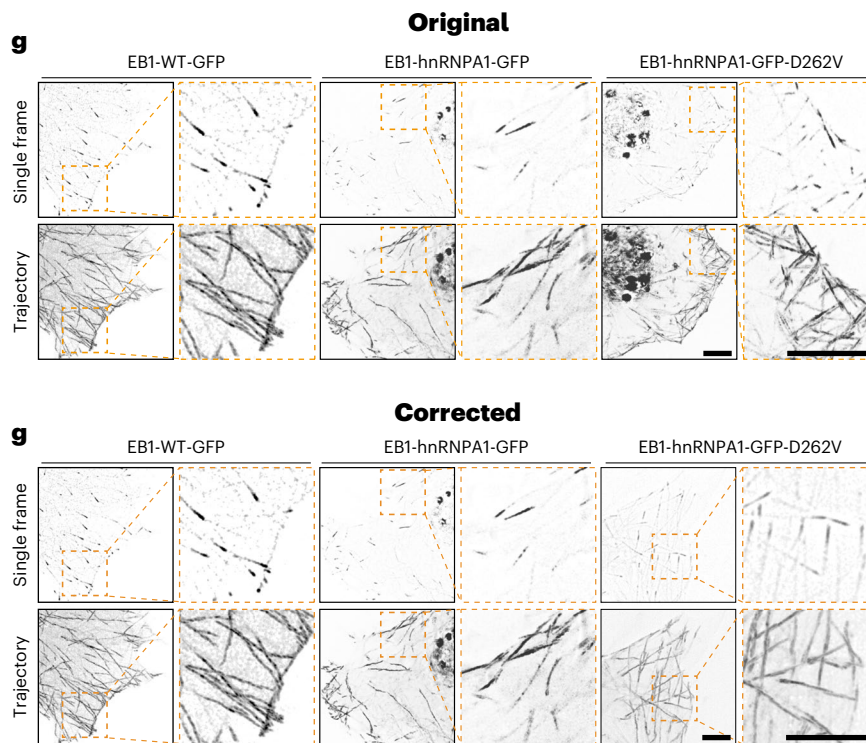 Original
g
EB1-WT-GFP EB1-hnRNPA1-GFP EB1-hnRNPA1-GFP-D262V
Single frame
Trajectory
Corrected
g
EB1-WT-GFP EB1-hnRNPA1-GFP EB1-hnRNPA1-GFP-D262V
Single frame
Trajectory